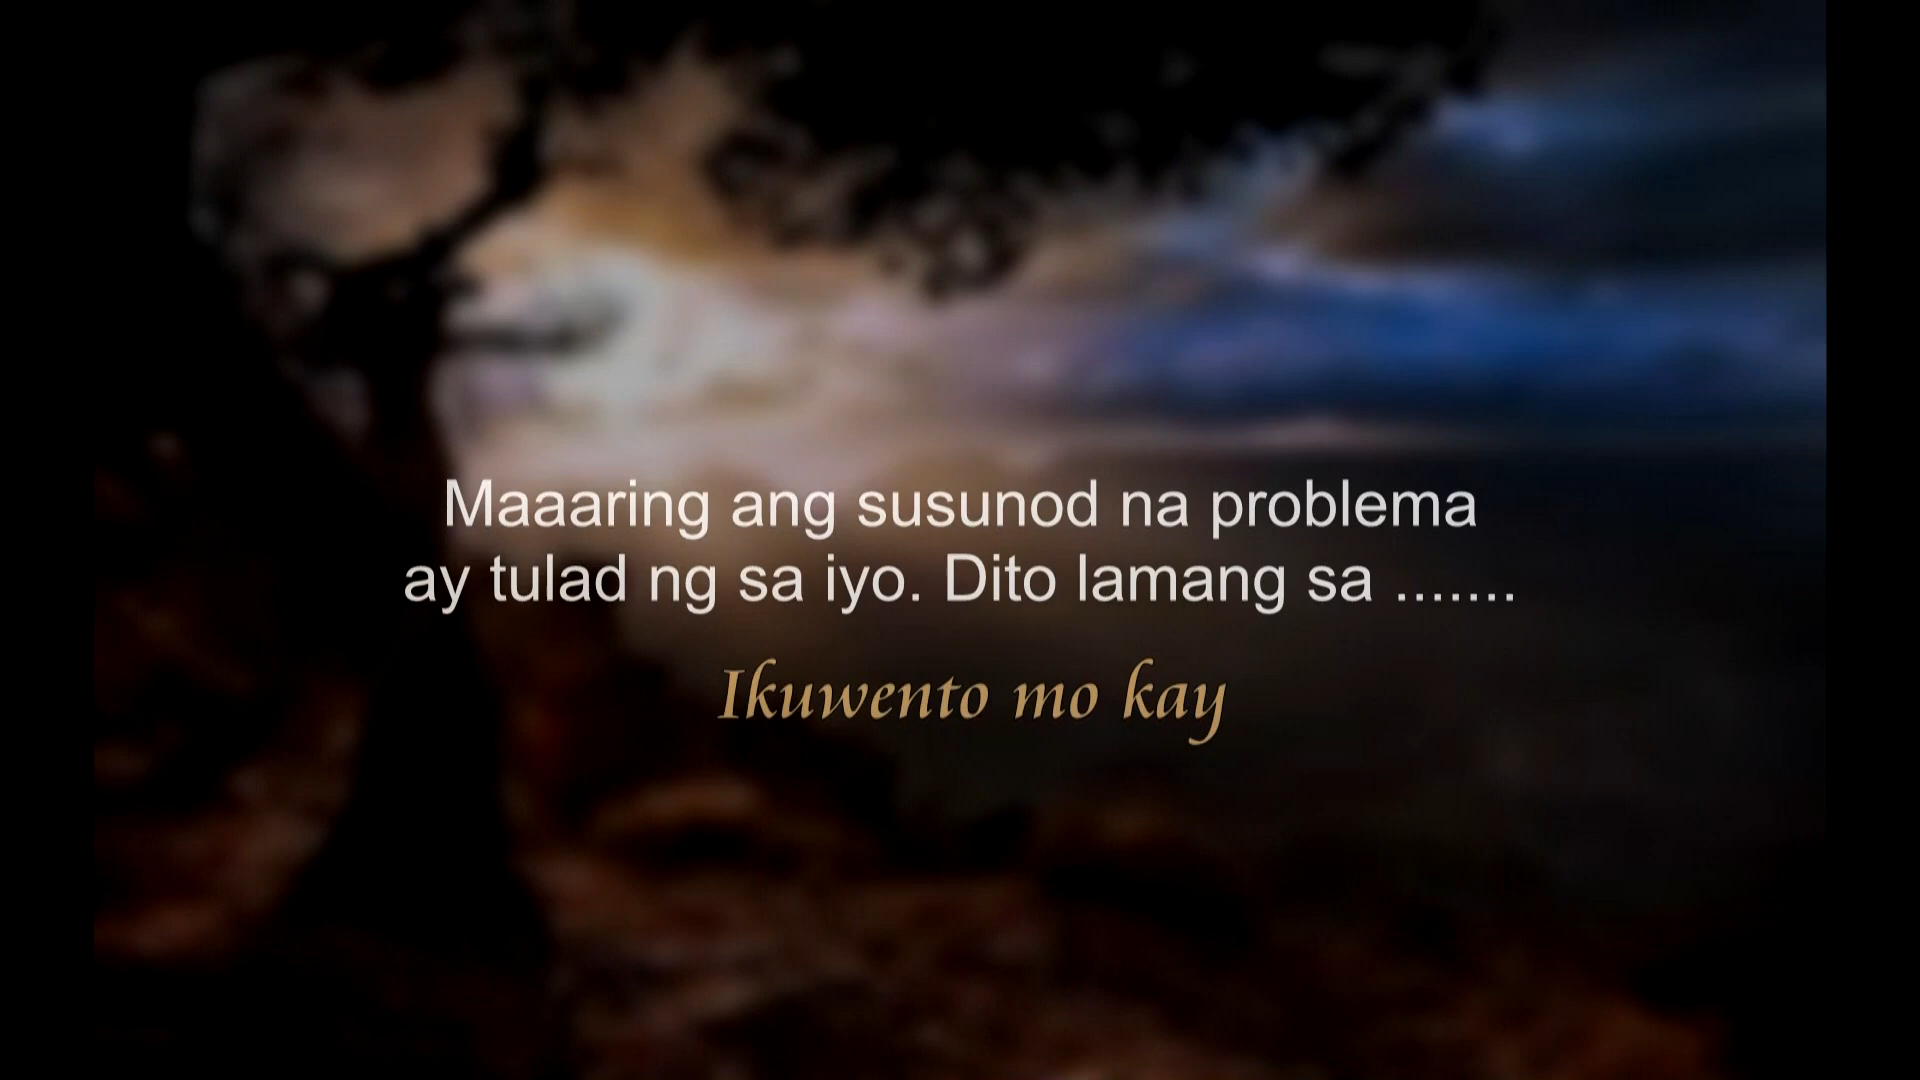 Maaaring ang susunod na problema
ay tulad ng sa iyo. Dito lamang sa .......
Ikuwento mo kay